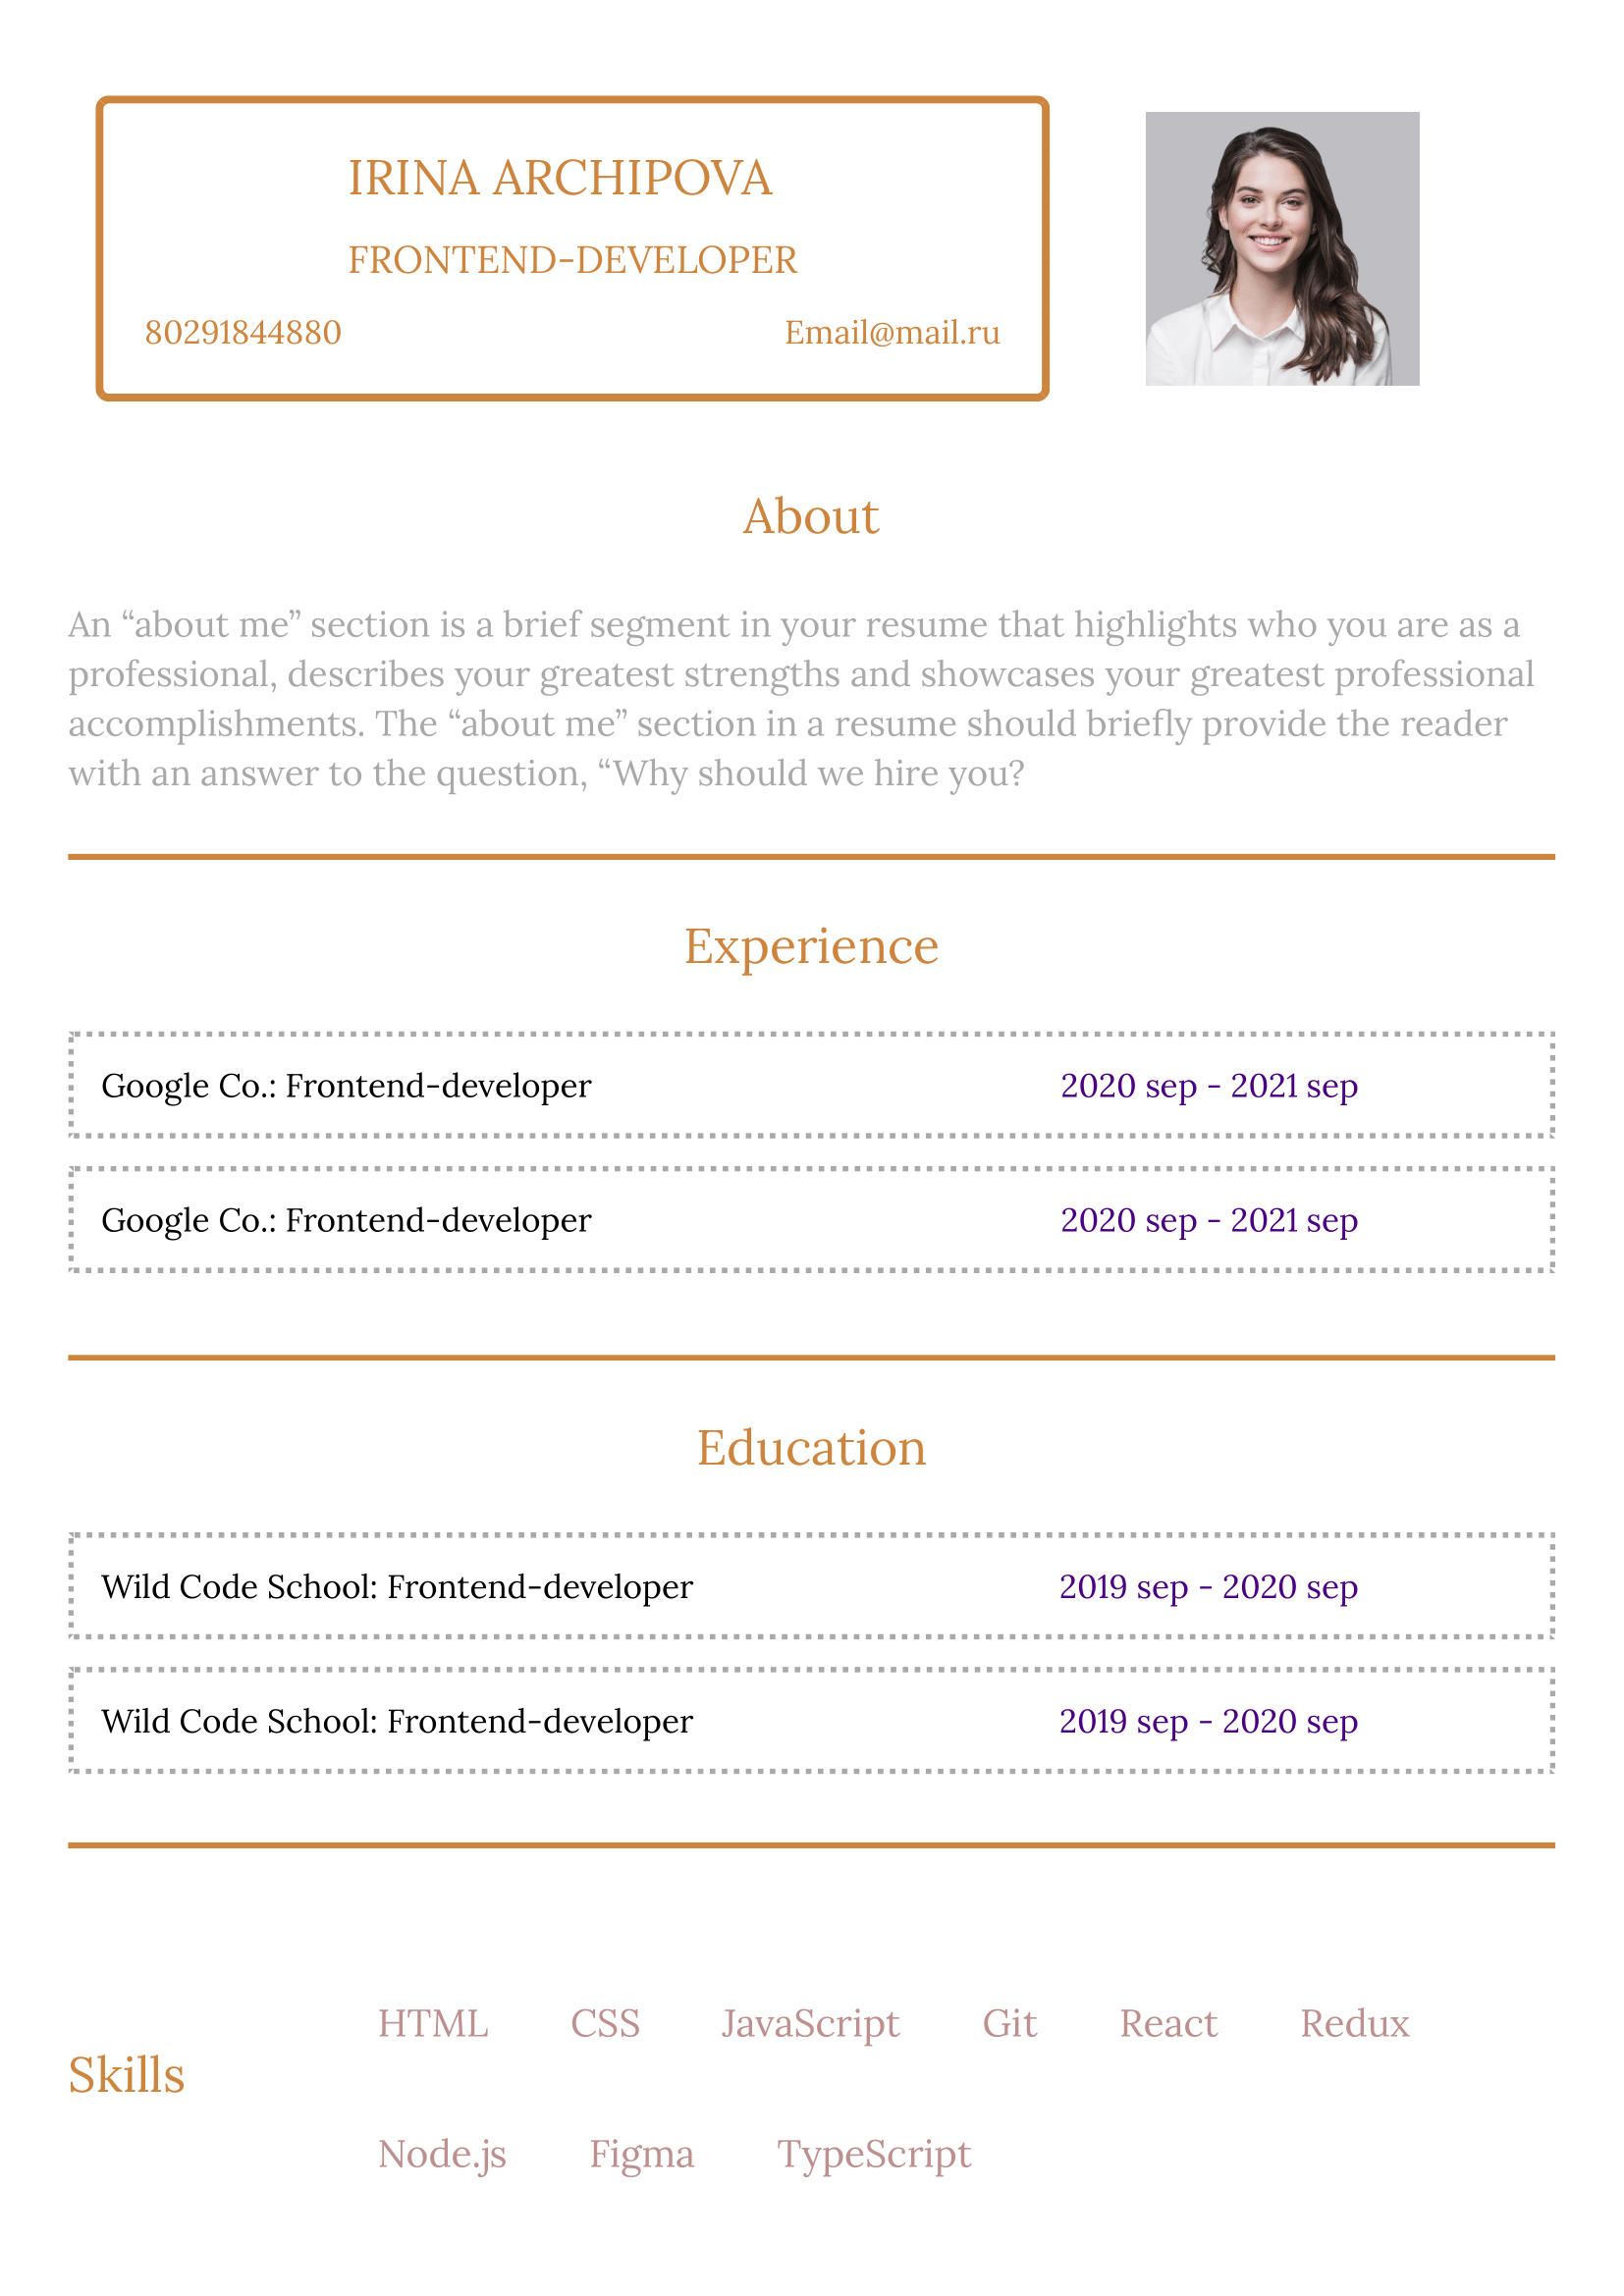 IRINA ARCHIPOVA
FRONTEND-DEVELOPER
80291844880 Email@mail.ru
About
An “about me” section is a brief segment in your resume that highlights who you are as a
professional, describes your greatest strengths and showcases your greatest professional
accomplishments. The “about me” section in a resume should briefly provide the reader
with an answer to the question, “Why should we hire you?
Experience
Google Co.: Frontend-developer 2020 sep - 2021 sep
Google Co.: Frontend-developer 2020 sep - 2021 sep
Education
Wild Code School: Frontend-developer 2019 sep - 2020 sep
Wild Code School: Frontend-developer 2019 sep - 2020 sep
Skills
HTML CSS JavaScript Git React Redux
Node.js Figma TypeScript